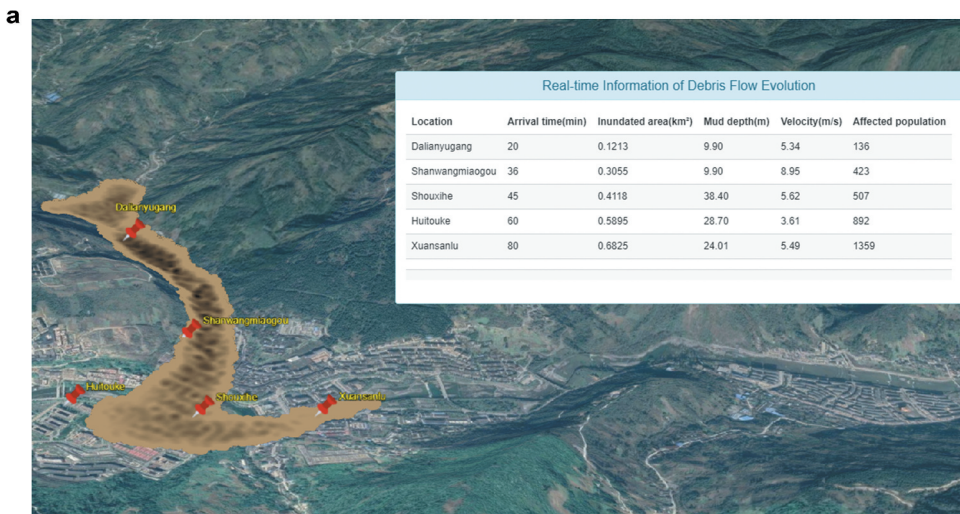 a
Real-time Information of Debris Flow Evolution
Location Arrival time(min) Inundated area(km²) Mud depth(m) Velocity(m/s) Affected population
Dalianyugang 20 0.1213 9.90 5.34 136
Shanwangmiaogou 36 0.3055 9.90 8.95 423
Shouxihe 45 0.4118 38.40 5.62 507
Huitouke 60 0.5895 28.70 3.61 892
Xuansanlu 80 0.6825 24.01 5.49 1359
Dalianyugang
Shanwangmiaogou
Huitouke
Shouxihe
Xuansanlu